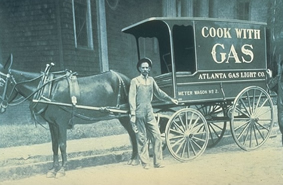 COOK WITH
GAS
ATLANTA GAS LIGHT CO.
METER WAGON No 2.